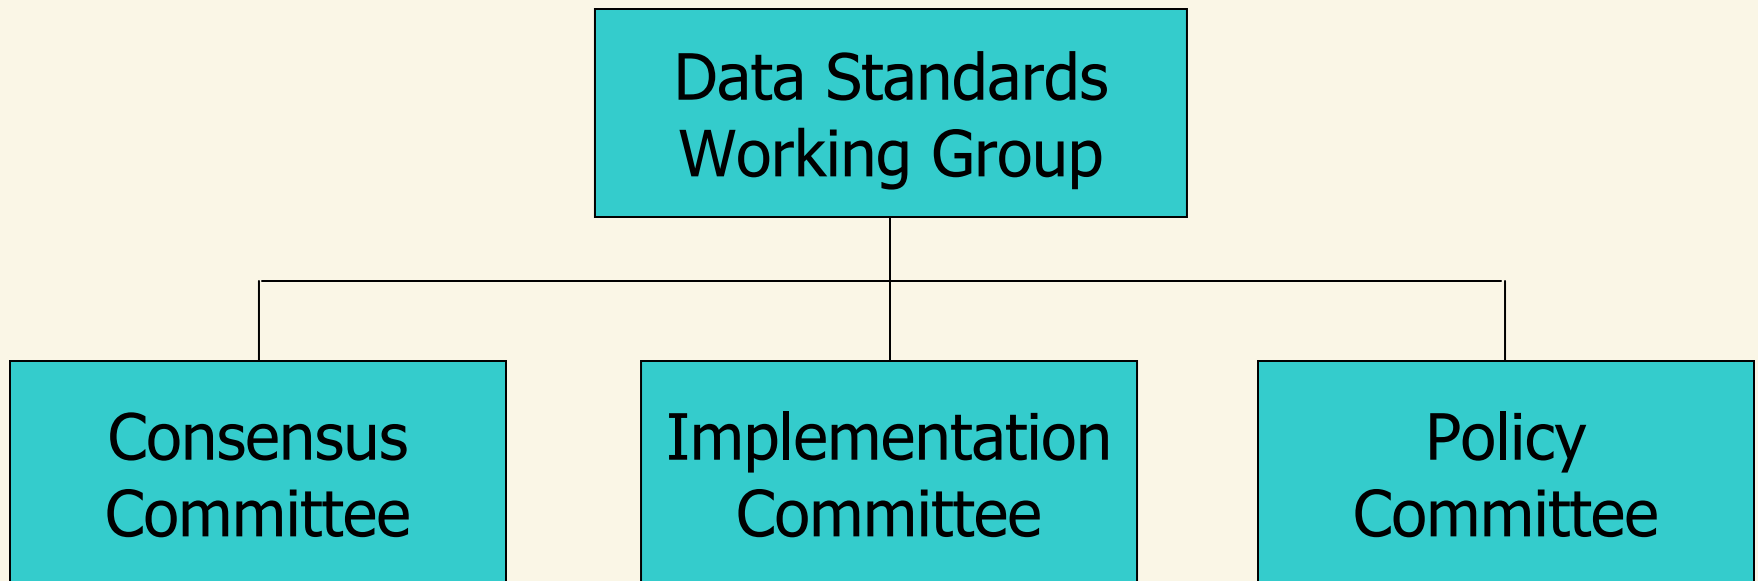 Data Standards
Working Group
Consensus
Committee
Implementation
Committee
Policy
Committee